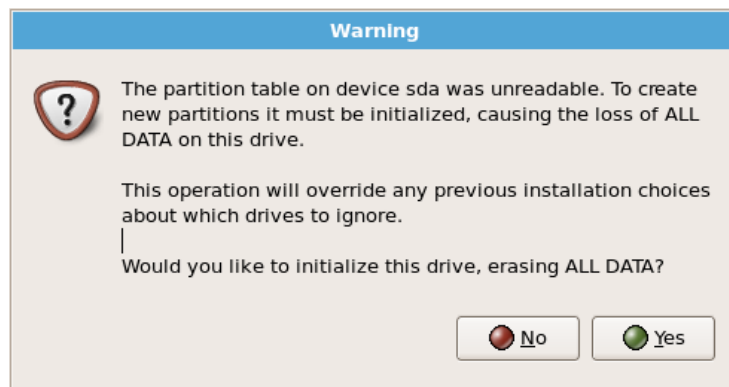 Warning
The partition table on device sda was unreadable. To create
new partitions it must be initialized, causing the loss of ALL
DATA on this drive.
This operation will override any previous installation choices
about which drives to ignore.
Would you like to initialize this drive, erasing ALL DATA?
No
Yes